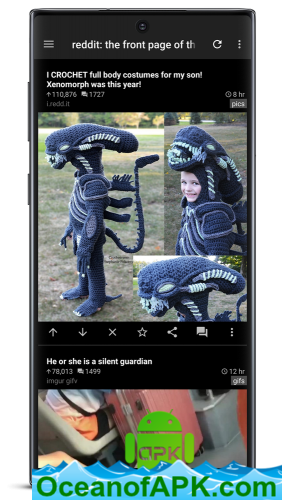 reddit: the front page of th
I CROCHET full body costumes for my son!
Xenomorph was this year!
110,876 1727 8 hr
i.redd.it pics
He or she is a silent guardian
78,013 1499 12 hr
imgur gifv gifs
APK
OceanofAPK.com